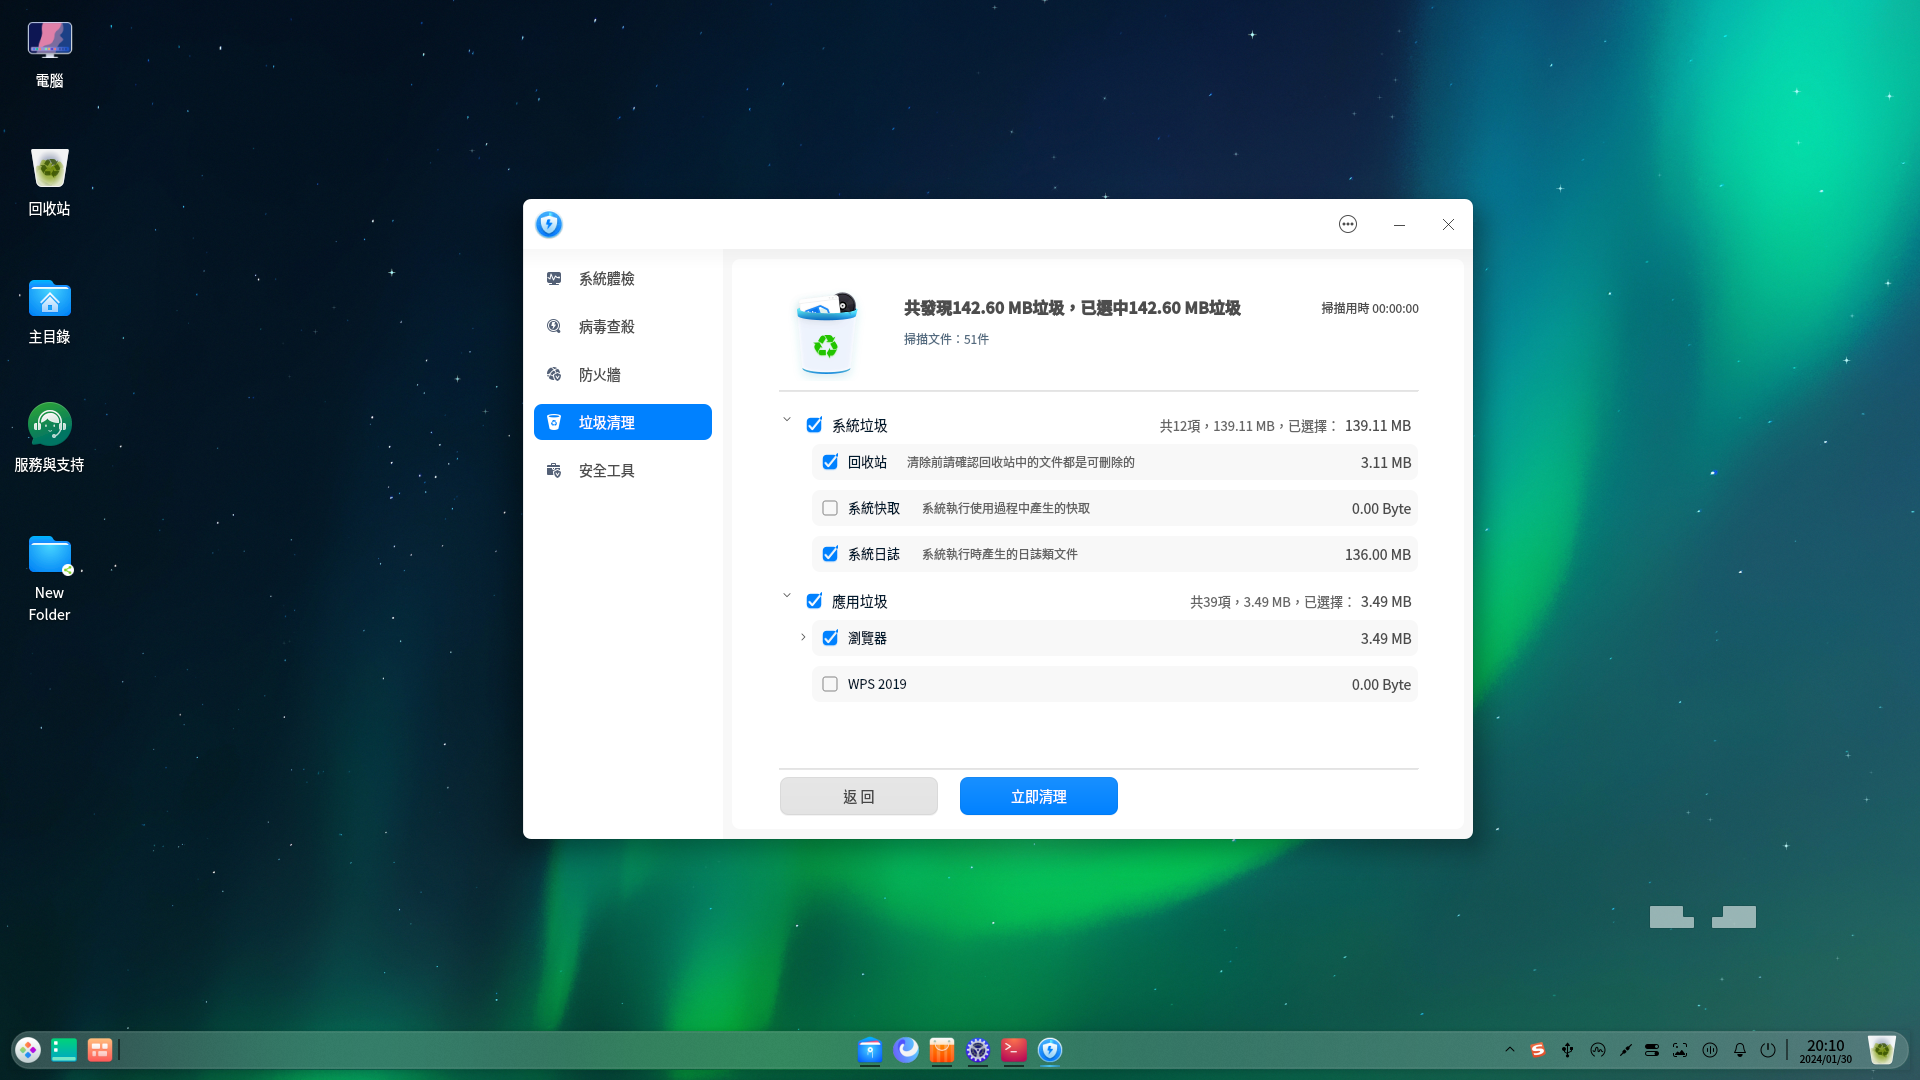 電腦
回收站
主目錄
服務與支持
New
Folder
系統體檢
病毒查殺
防火牆
垃圾清理
安全工具
共發現142.60 MB垃圾，已選中142.60 MB垃圾
掃描用時 00:00:00
掃描文件：51件
系統垃圾 共12項，139.11 MB，已選擇： 139.11 MB
回收站 清除前請確認回收站中的文件都是可刪除的 3.11 MB
系統快取 系統執行使用過程中產生的快取 0.00 Byte
系統日誌 系統執行時產生的日誌類文件 136.00 MB
應用垃圾 共39項，3.49 MB，已選擇： 3.49 MB
瀏覽器 3.49 MB
WPS 2019 0.00 Byte
返 回
立即清理
20:10
2024/01/30